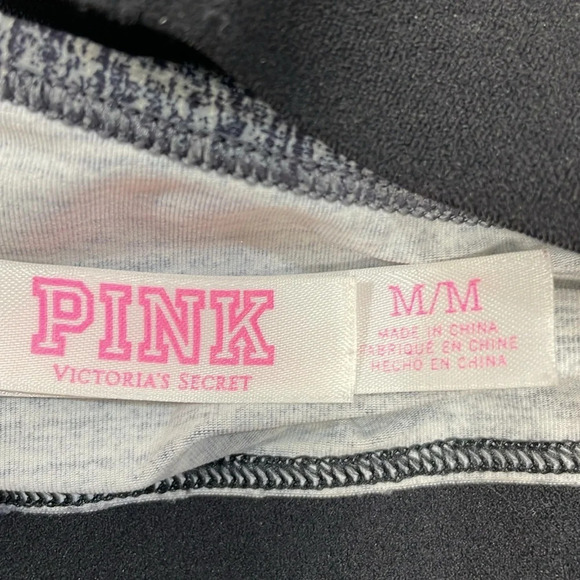 PINK
VICTORIA'S SECRET
M/M
MADE IN CHINA
FABRIQUÉ EN CHINE
HECHO EN CHINA